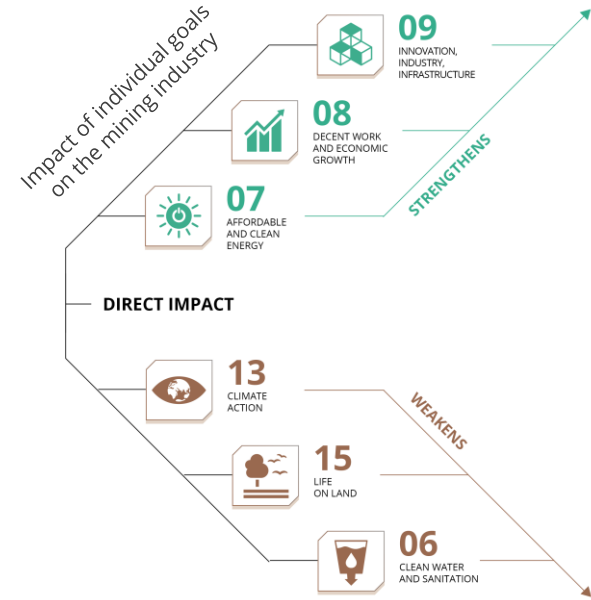 Impact of individual goals
on the mining industry
09
INNOVATION,
INDUSTRY,
INFRASTRUCTURE
08
DECENT WORK
AND ECONOMIC
GROWTH
STRENGTHENS
07
AFFORDABLE
AND CLEAN
ENERGY
DIRECT IMPACT
13
CLIMATE
ACTION
WEAKENS
15
LIFE
ON LAND
06
CLEAN WATER
AND SANITATION